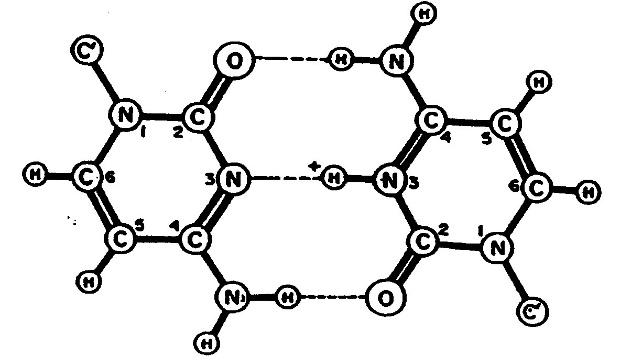 H
C'
O H N
H
N 1 2 C C 4 5 C
H C 6 3 N + H N 3 6 C H
5 C 4 C C 2 1 N
H N H O
C'
H